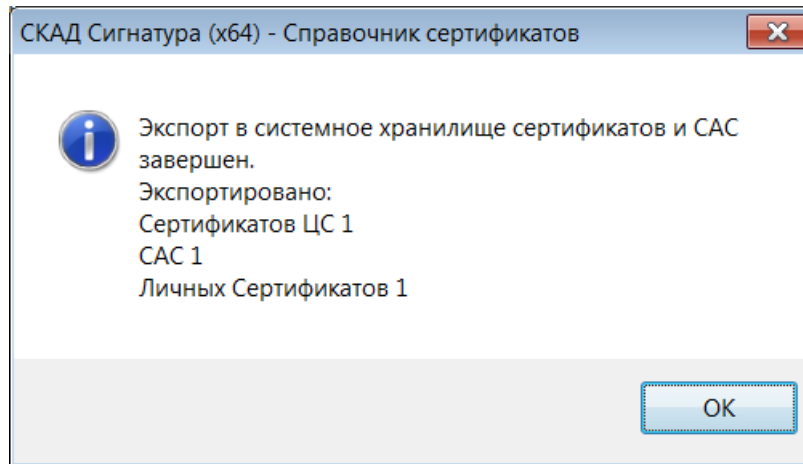 СКАД Сигнатура (x64) - Справочник сертификатов
Экспорт в системное хранилище сертификатов и САС
завершен.
Экспортировано:
Сертификатов ЦС 1
САС 1
Личных Сертификатов 1
ОК